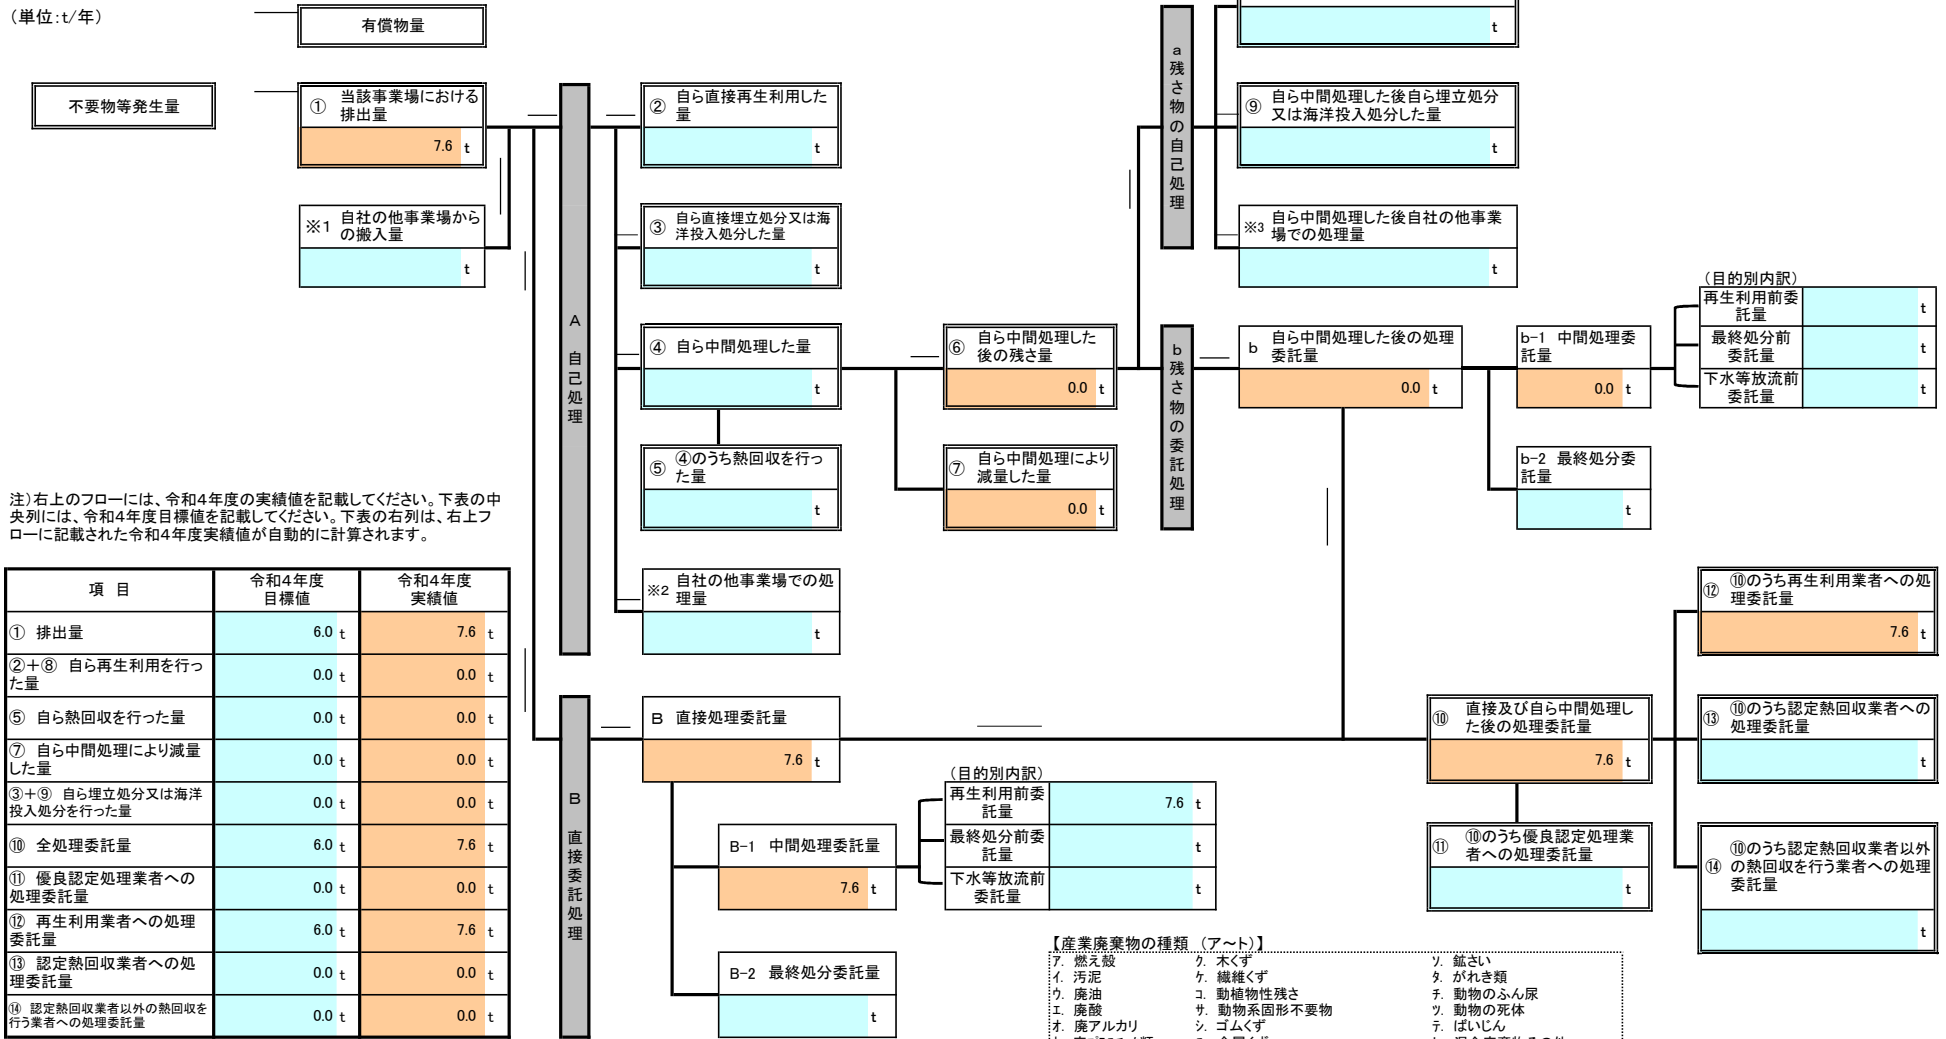 （単位：t/年）
有償物量
t
不要物等発生量
① 当該事業場における
排出量
7.6 t
※1 自社の他事業場から
の搬入量
t
A 自己処理
② 自ら直接再生利用した
量
t
③ 自ら直接埋立処分又は海
洋投入処分した量
t
④ 自ら中間処理した量
t
⑤ ④のうち熱回収を行っ
た量
t
※2 自社の他事業場での処
理量
t
⑥ 自ら中間処理した
後の残さ量
0.0 t
⑦ 自ら中間処理により
減量した量
0.0 t
a 残さ物の自己処理
⑨ 自ら中間処理した後自ら埋立処分
又は海洋投入処分した量
t
※3 自ら中間処理した後自社の他事業
場での処理量
t
b 残さ物の委託処理
b 自ら中間処理した後の処理
委託量
0.0 t
b-1 中間処理委
託量
0.0 t
b-2 最終処分委
託量
t
（目的別内訳）
再生利用前委
託量
t
最終処分前
委託量
t
下水等放流前
委託量
t
注）右上のフローには、令和４年度の実績値を記載してください。下表の中
央列には、令和４年度目標値を記載してください。下表の右列は、右上フ
ローに記載された令和４年度実績値が自動的に計算されます。
項 目 令和４年度
目標値 令和４年度
実績値
① 排出量 6.0 t 7.6 t
②＋⑧ 自ら再生利用を行っ
た量 0.0 t 0.0 t
⑤ 自ら熱回収を行った量 0.0 t 0.0 t
⑦ 自ら中間処理により減量
した量 0.0 t 0.0 t
③＋⑨ 自ら埋立処分又は海洋
投入処分を行った量 0.0 t 0.0 t
⑩ 全処理委託量 6.0 t 7.6 t
⑪ 優良認定処理業者への
処理委託量 0.0 t 0.0 t
⑫ 再生利用業者への処理
委託量 6.0 t 7.6 t
⑬ 認定熱回収業者への処
理委託量 0.0 t 0.0 t
⑭ 認定熱回収業者以外の熱回収を
行う業者への処理委託量 0.0 t 0.0 t
B 直接委託処理
B 直接処理委託量
7.6 t
B-1 中間処理委託量
7.6 t
B-2 最終処分委託量
t
（目的別内訳）
再生利用前委
託量
7.6 t
最終処分前委
託量
t
下水等放流前
委託量
t
⑩ 直接及び自ら中間処理し
た後の処理委託量
7.6 t
⑪ ⑩のうち優良認定処理業
者への処理委託量
t
⑫ ⑩のうち再生利用業者への処
理委託量
7.6 t
⑬ ⑩のうち認定熱回収業者への
処理委託量
t
⑭ ⑩のうち認定熱回収業者以外
の熱回収を行う業者への処理
委託量
t
【産業廃棄物の種類 （ア～ト）】
ｱ. 燃え殻 ｸ. 木くず ｿ. 鉱さい
ｲ. 汚泥 ｹ. 繊維くず ﾀ. がれき類
ｳ. 廃油 ｺ. 動植物性残さ ﾁ. 動物のふん尿
ｴ. 廃酸 ｻ. 動物系固形不要物 ﾂ. 動物の死体
ｵ. 廃アルカリ ｼ. ゴムくず ﾃ. ばいじん